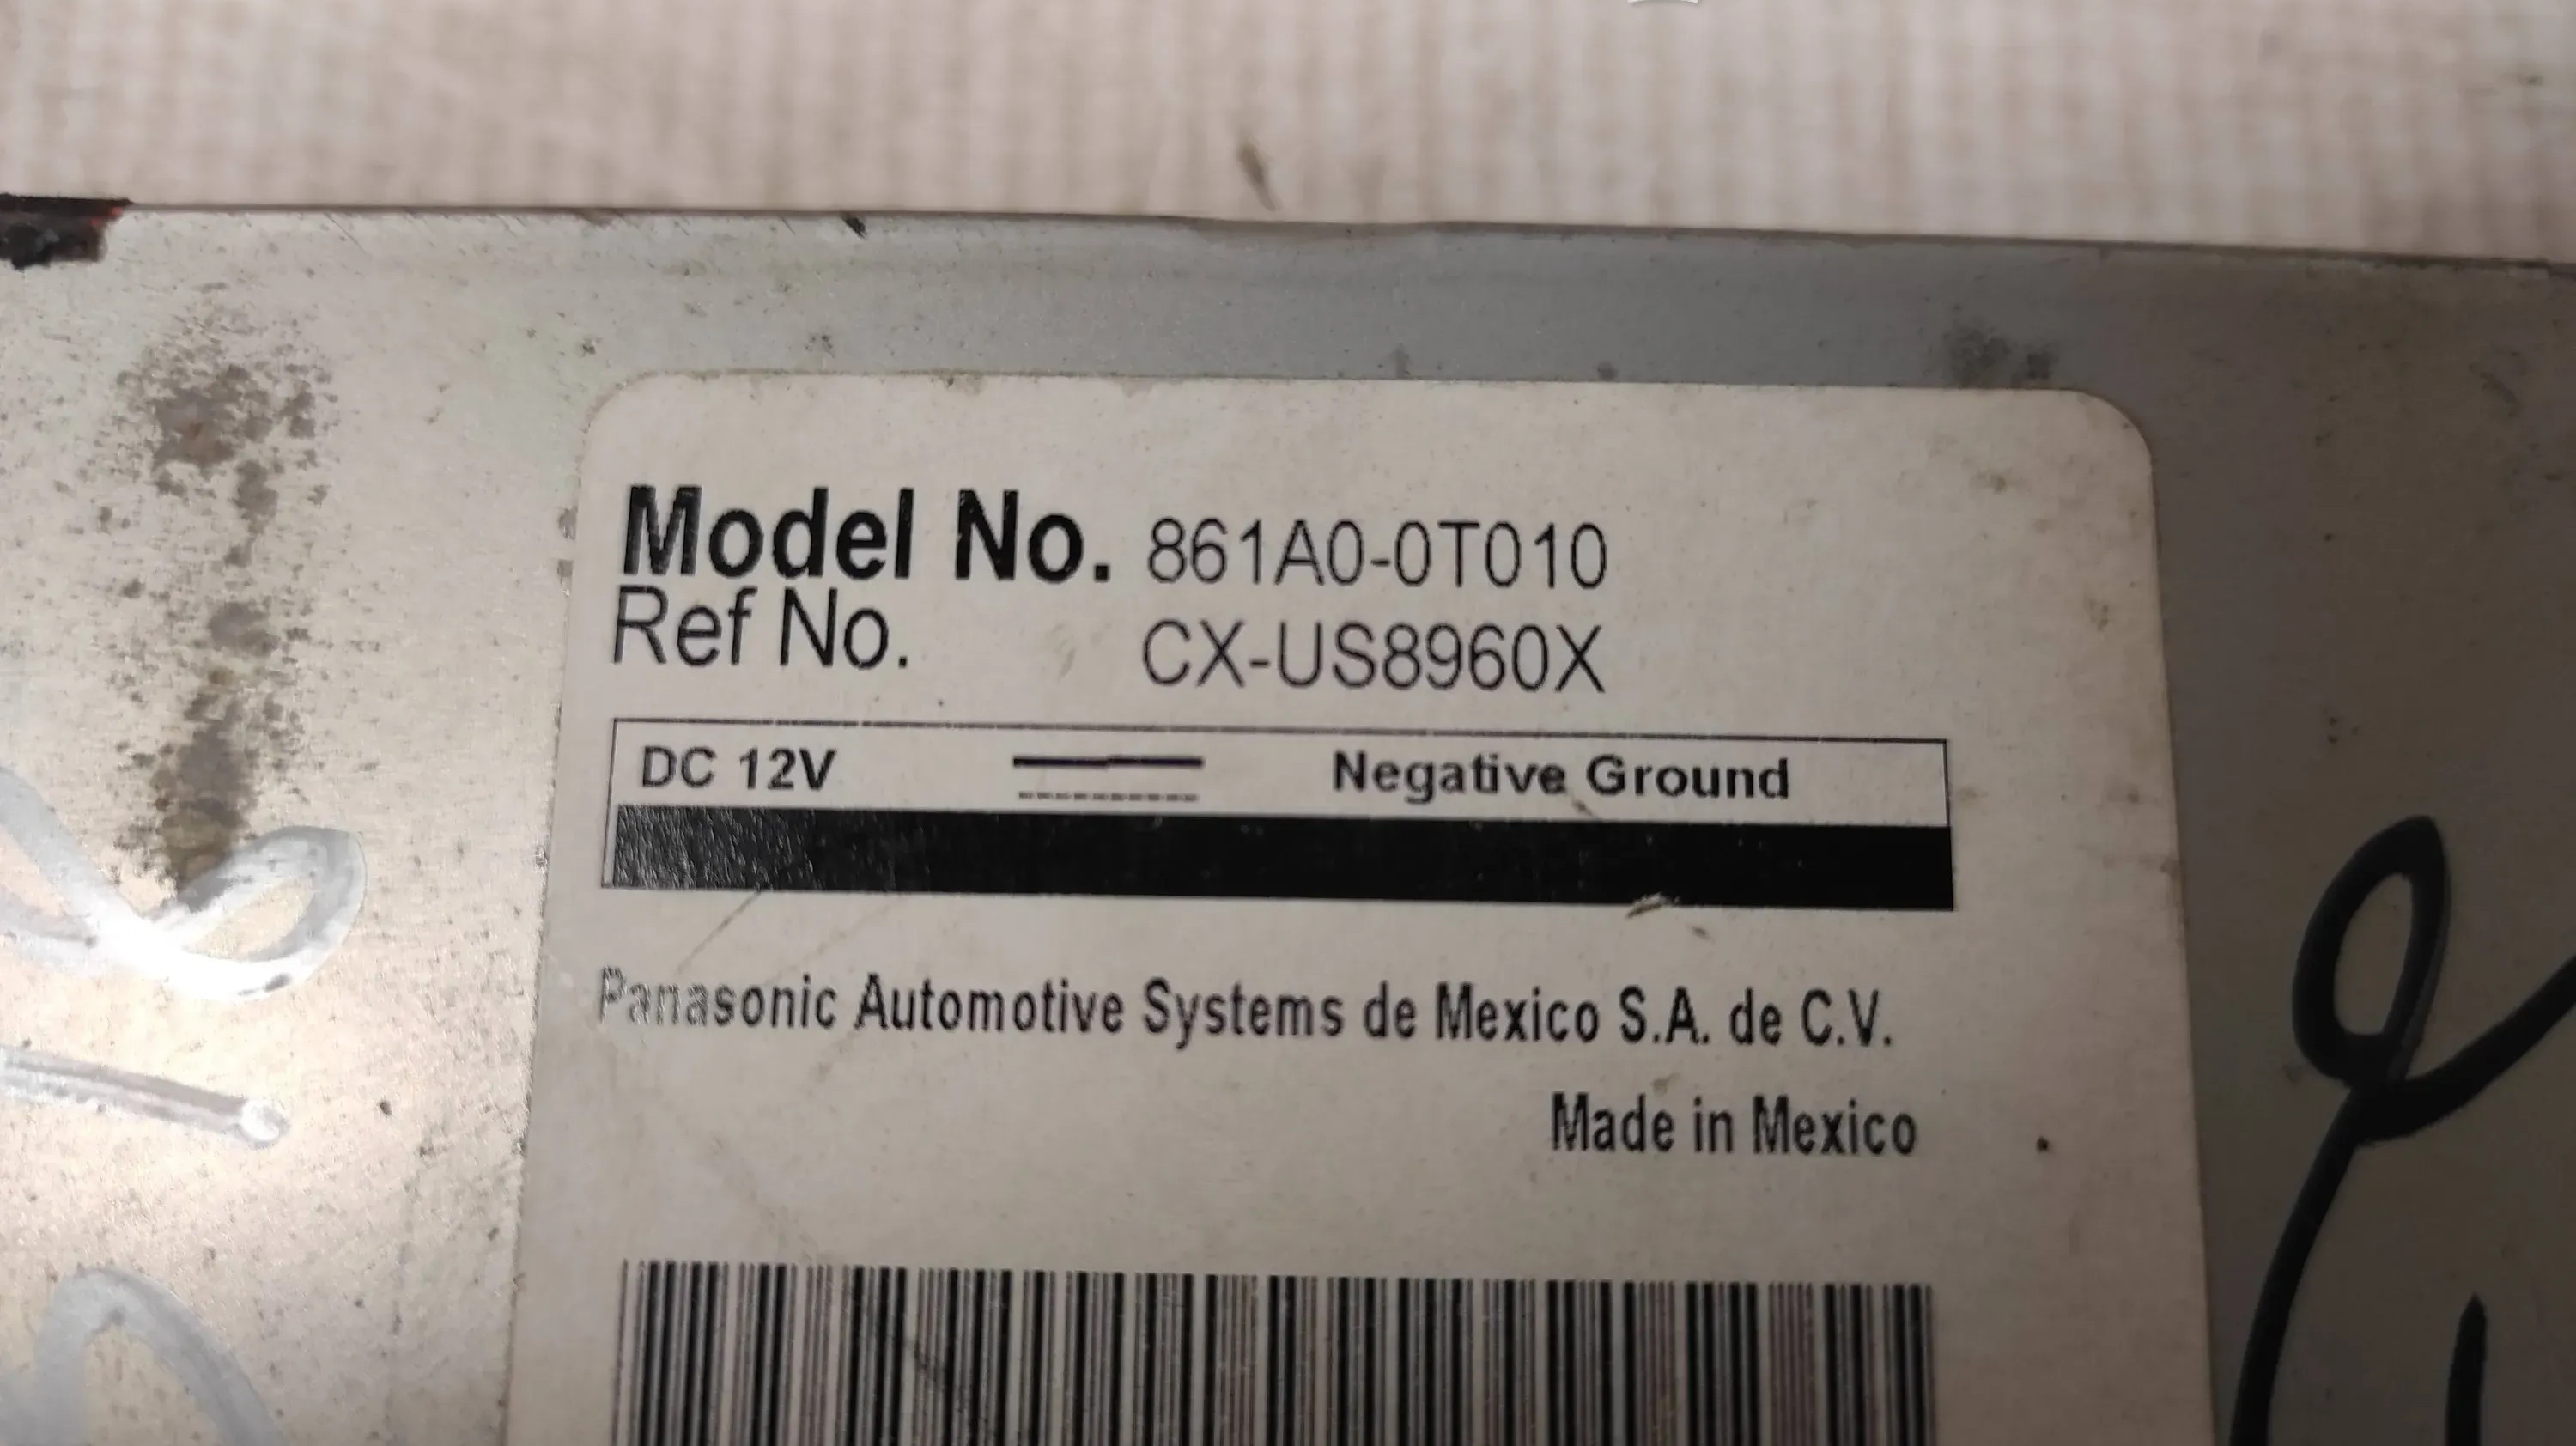 Model No. 861A0-0T010
Ref No. CX-US8960X
DC 12V Negative Ground
Panasonic Automotive Systems de Mexico S.A. de C.V.
Made in Mexico